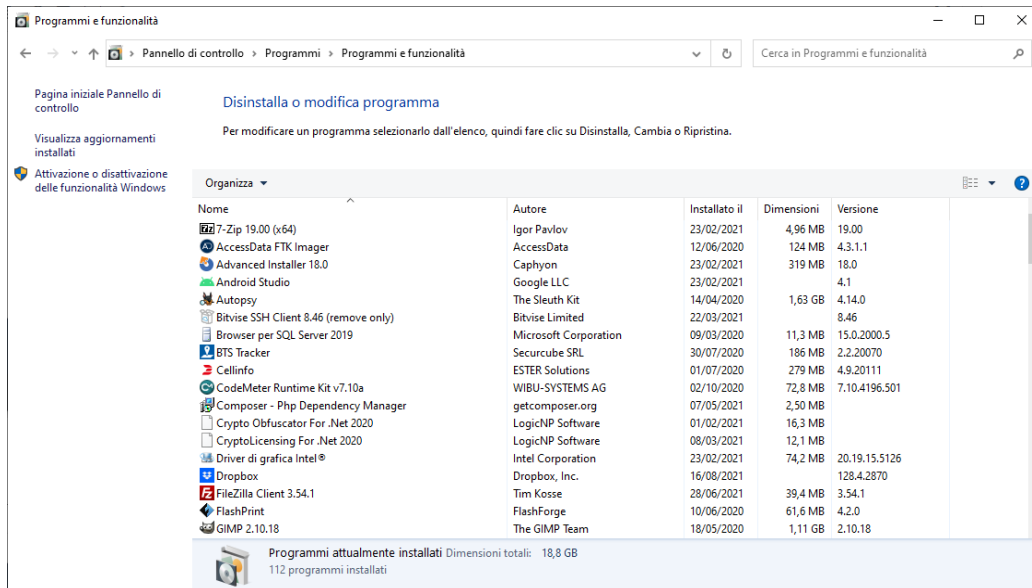 Programmi e funzionalità
Pannello di controllo > Programmi > Programmi e funzionalità
Cerca in Programmi e funzionalità
Pagina iniziale Pannello di
controllo
Visualizza aggiornamenti
installati
Attivazione o disattivazione
delle funzionalità Windows
Disinstalla o modifica programma
Per modificare un programma selezionarlo dall'elenco, quindi fare clic su Disinstalla, Cambia o Ripristina.
Organizza
Nome Autore Installato il Dimensioni Versione
7-Zip 19.00 (x64) Igor Pavlov 23/02/2021 4,96 MB 19.00
AccessData FTK Imager AccessData 12/06/2020 124 MB 4.3.1.1
Advanced Installer 18.0 Caphyon 23/02/2021 319 MB 18.0
Android Studio Google LLC 23/02/2021 4.1
Autopsy The Sleuth Kit 14/04/2020 1,63 GB 4.14.0
Bitvise SSH Client 8.46 (remove only) Bitvise Limited 22/03/2021 8.46
Browser per SQL Server 2019 Microsoft Corporation 09/03/2020 11,3 MB 15.0.2000.5
BTS Tracker Securcube SRL 30/07/2020 186 MB 2.2.20070
Cellinfo ESTER Solutions 01/07/2020 279 MB 4.9.20111
CodeMeter Runtime Kit v7.10a WIBU-SYSTEMS AG 02/10/2020 72,8 MB 7.10.4196.501
Composer - Php Dependency Manager getcomposer.org 07/05/2021 2,50 MB
Crypto Obfuscator For .Net 2020 LogicNP Software 01/02/2021 16,3 MB
CryptoLicensing For .Net 2020 LogicNP Software 08/03/2021 12,1 MB
Driver di grafica Intel® Intel Corporation 23/02/2021 74,2 MB 20.19.15.5126
Dropbox Dropbox, Inc. 16/08/2021 128.4.2870
FileZilla Client 3.54.1 Tim Kosse 28/06/2021 39,4 MB 3.54.1
FlashPrint FlashForge 10/06/2020 61,6 MB 4.2.0
GIMP 2.10.18 The GIMP Team 18/05/2020 1,11 GB 2.10.18
Programmi attualmente installati Dimensioni totali: 18,8 GB
112 programmi installati